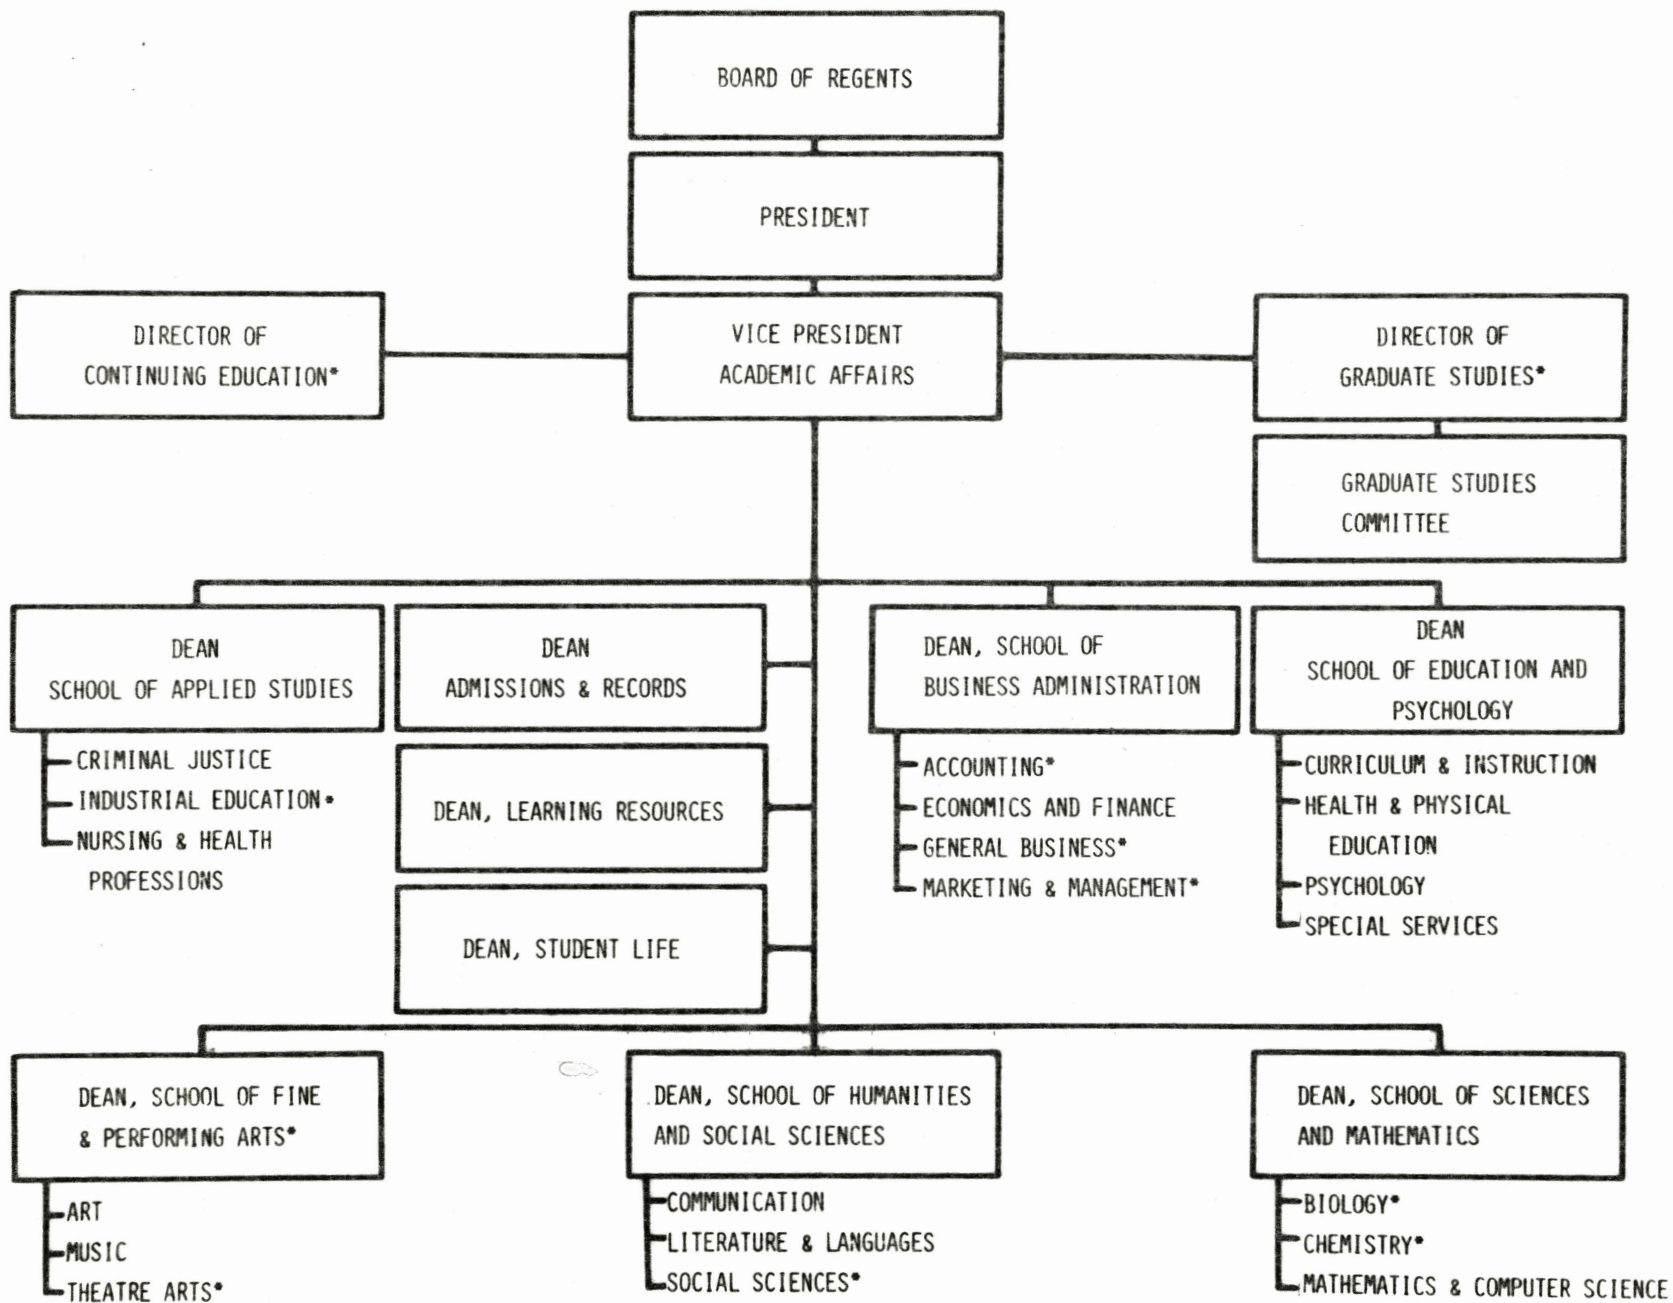 BOARD OF REGENTS
PRESIDENT
DIRECTOR OF
CONTINUING EDUCATION*
VICE PRESIDENT
ACADEMIC AFFAIRS
DIRECTOR OF
GRADUATE STUDIES*
GRADUATE STUDIES
COMMITTEE
DEAN
SCHOOL OF APPLIED STUDIES
CRIMINAL JUSTICE
INDUSTRIAL EDUCATION*
NURSING & HEALTH
PROFESSIONS
DEAN
ADMISSIONS & RECORDS
DEAN, LEARNING RESOURCES
DEAN, STUDENT LIFE
DEAN, SCHOOL OF
BUSINESS ADMINISTRATION
ACCOUNTING*
ECONOMICS AND FINANCE
GENERAL BUSINESS*
MARKETING & MANAGEMENT*
DEAN
SCHOOL OF EDUCATION AND
PSYCHOLOGY
CURRICULUM & INSTRUCTION
HEALTH & PHYSICAL
EDUCATION
PSYCHOLOGY
SPECIAL SERVICES
DEAN, SCHOOL OF FINE
& PERFORMING ARTS*
ART
MUSIC
THEATRE ARTS*
DEAN, SCHOOL OF HUMANITIES
AND SOCIAL SCIENCES
COMMUNICATION
LITERATURE & LANGUAGES
SOCIAL SCIENCES*
DEAN, SCHOOL OF SCIENCES
AND MATHEMATICS
BIOLOGY*
CHEMISTRY*
MATHEMATICS & COMPUTER SCIENCE